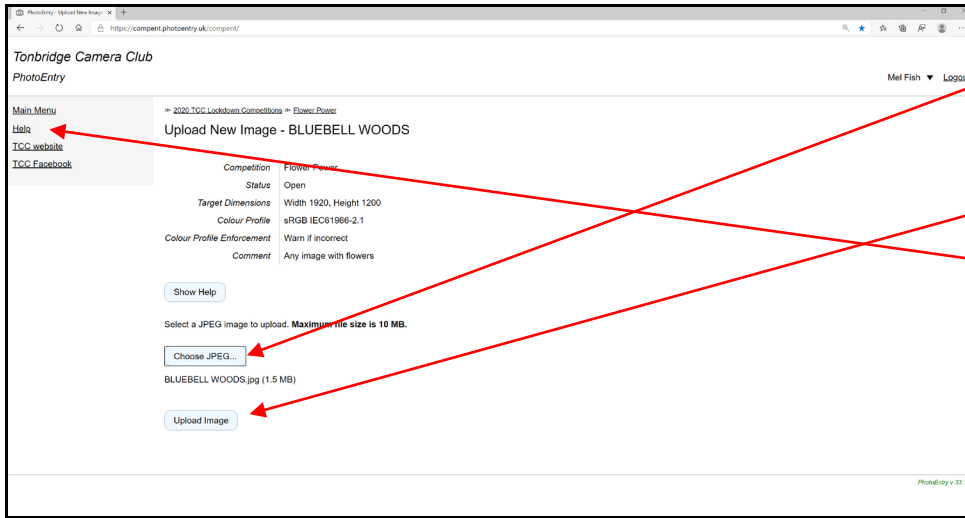 PhotoEntry - Upload New Image
https://compent.photoentry.uk/compent/
Tonbridge Camera Club
PhotoEntry
Mel Fish ▼ Logou
Main Menu
Help
TCC website
TCC Facebook
>> 2020 TCC Lockdown Competitions >> Flower Power
Upload New Image - BLUEBELL WOODS
Competition Flower Power
Status Open
Target Dimensions Width 1920, Height 1200
Colour Profile sRGB IEC61966-2.1
Colour Profile Enforcement Warn if incorrect
Comment Any image with flowers
Show Help
Select a JPEG image to upload. Maximum file size is 10 MB.
Choose JPEG...
BLUEBELL WOODS.jpg (1.5 MB)
Upload Image
PhotoEntry v 33